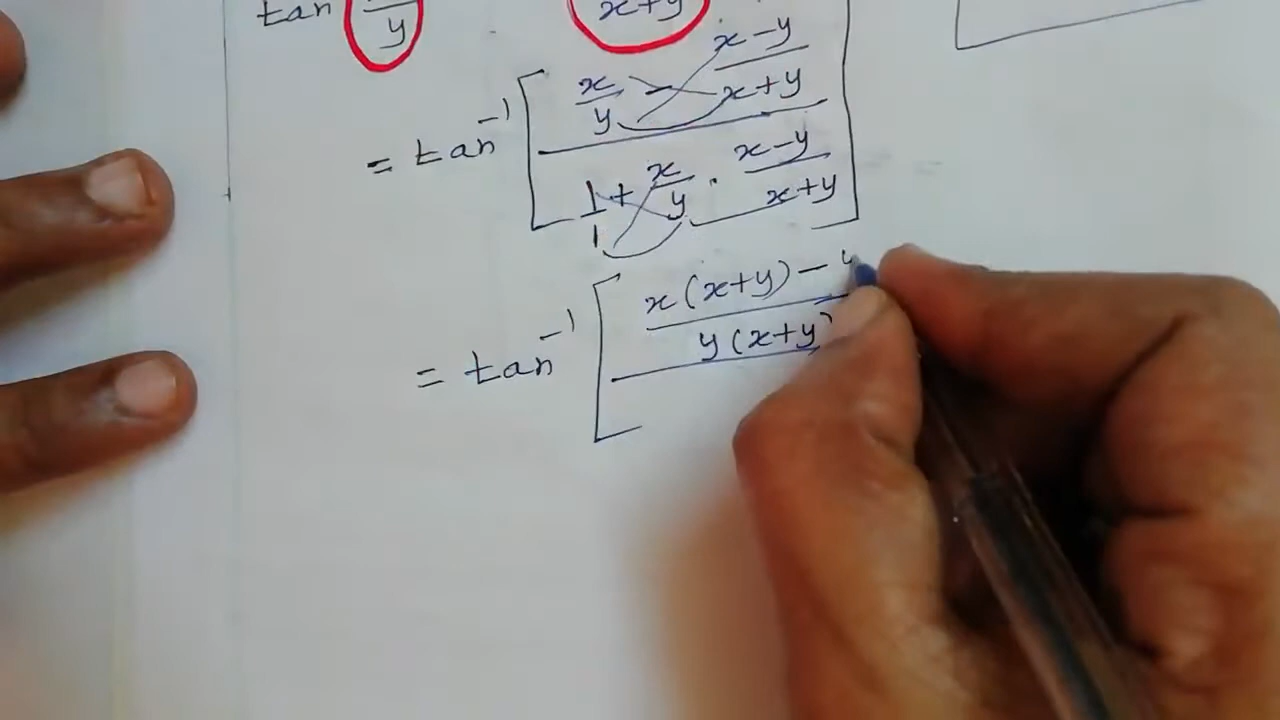 tan y x+y
= tan⁻¹ [ x/y - (x-y)/(x+y)
1/1 + x/y . (x-y)/(x+y) ]
= tan⁻¹ [ x(x+y) - y
y(x+y)